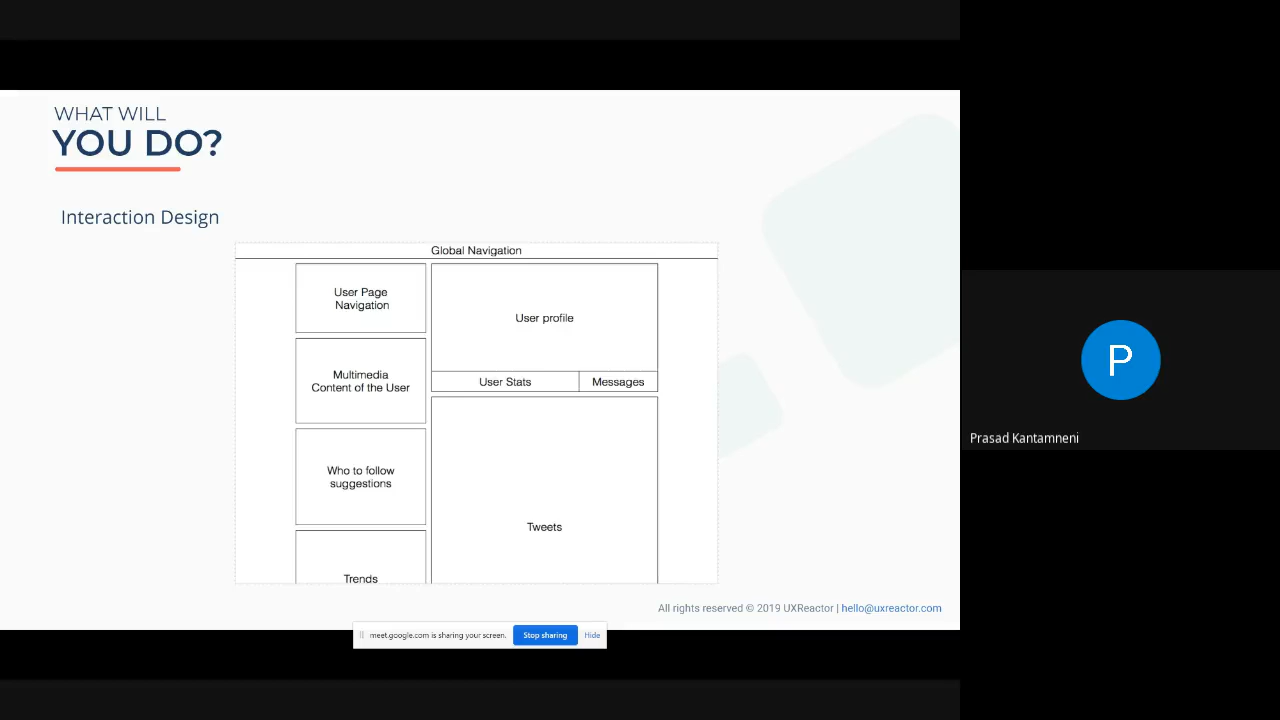 WHAT WILL
YOU DO?
Interaction Design
Global Navigation
User Page
Navigation
User profile
Multimedia
Content of the User
User Stats
Messages
Who to follow
suggestions
Tweets
Trends
All rights reserved © 2019 UXReactor | hello@uxreactor.com
meet.google.com is sharing your screen.
Stop sharing
Hide
P
Prasad Kantamneni